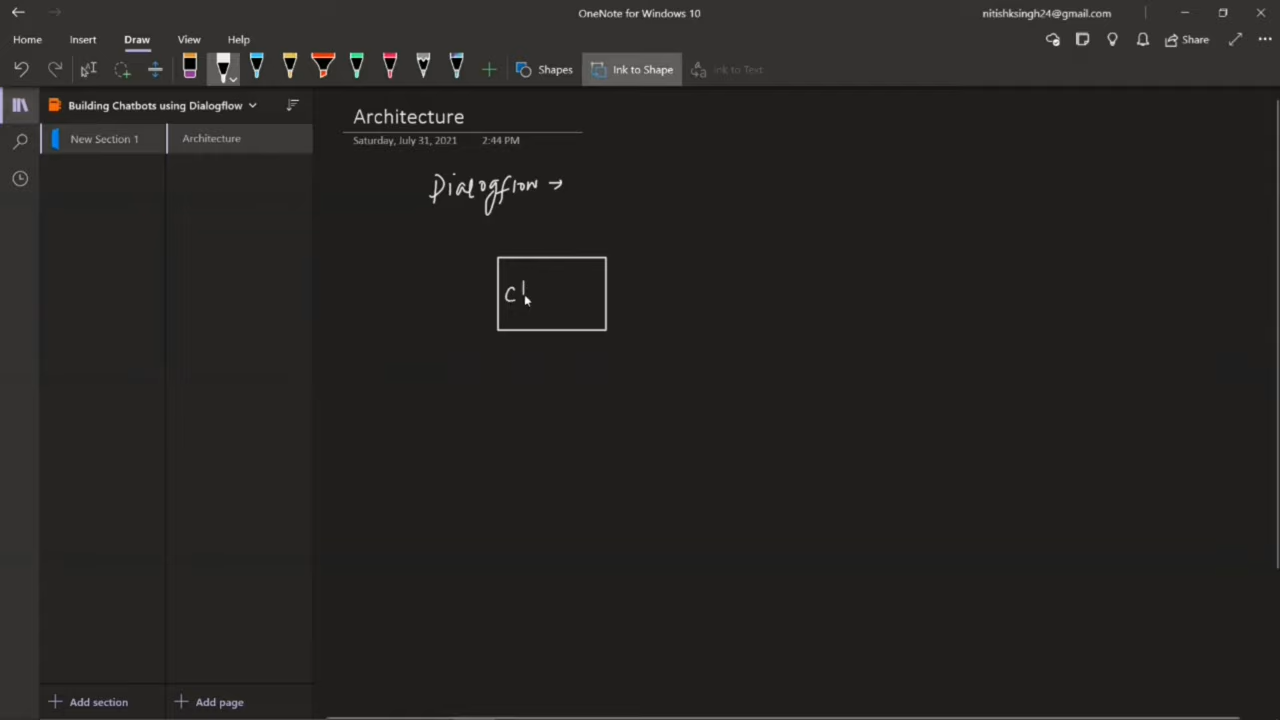 OneNote for Windows 10
nitishksingh24@gmail.com
Home Insert Draw View Help
Share
Shapes Ink to Shape Ink to Text
Building Chatbots using Dialogflow
New Section 1
Architecture
Architecture
Saturday, July 31, 2021 2:44 PM
Dialogflow →
Cl
Add section
Add page